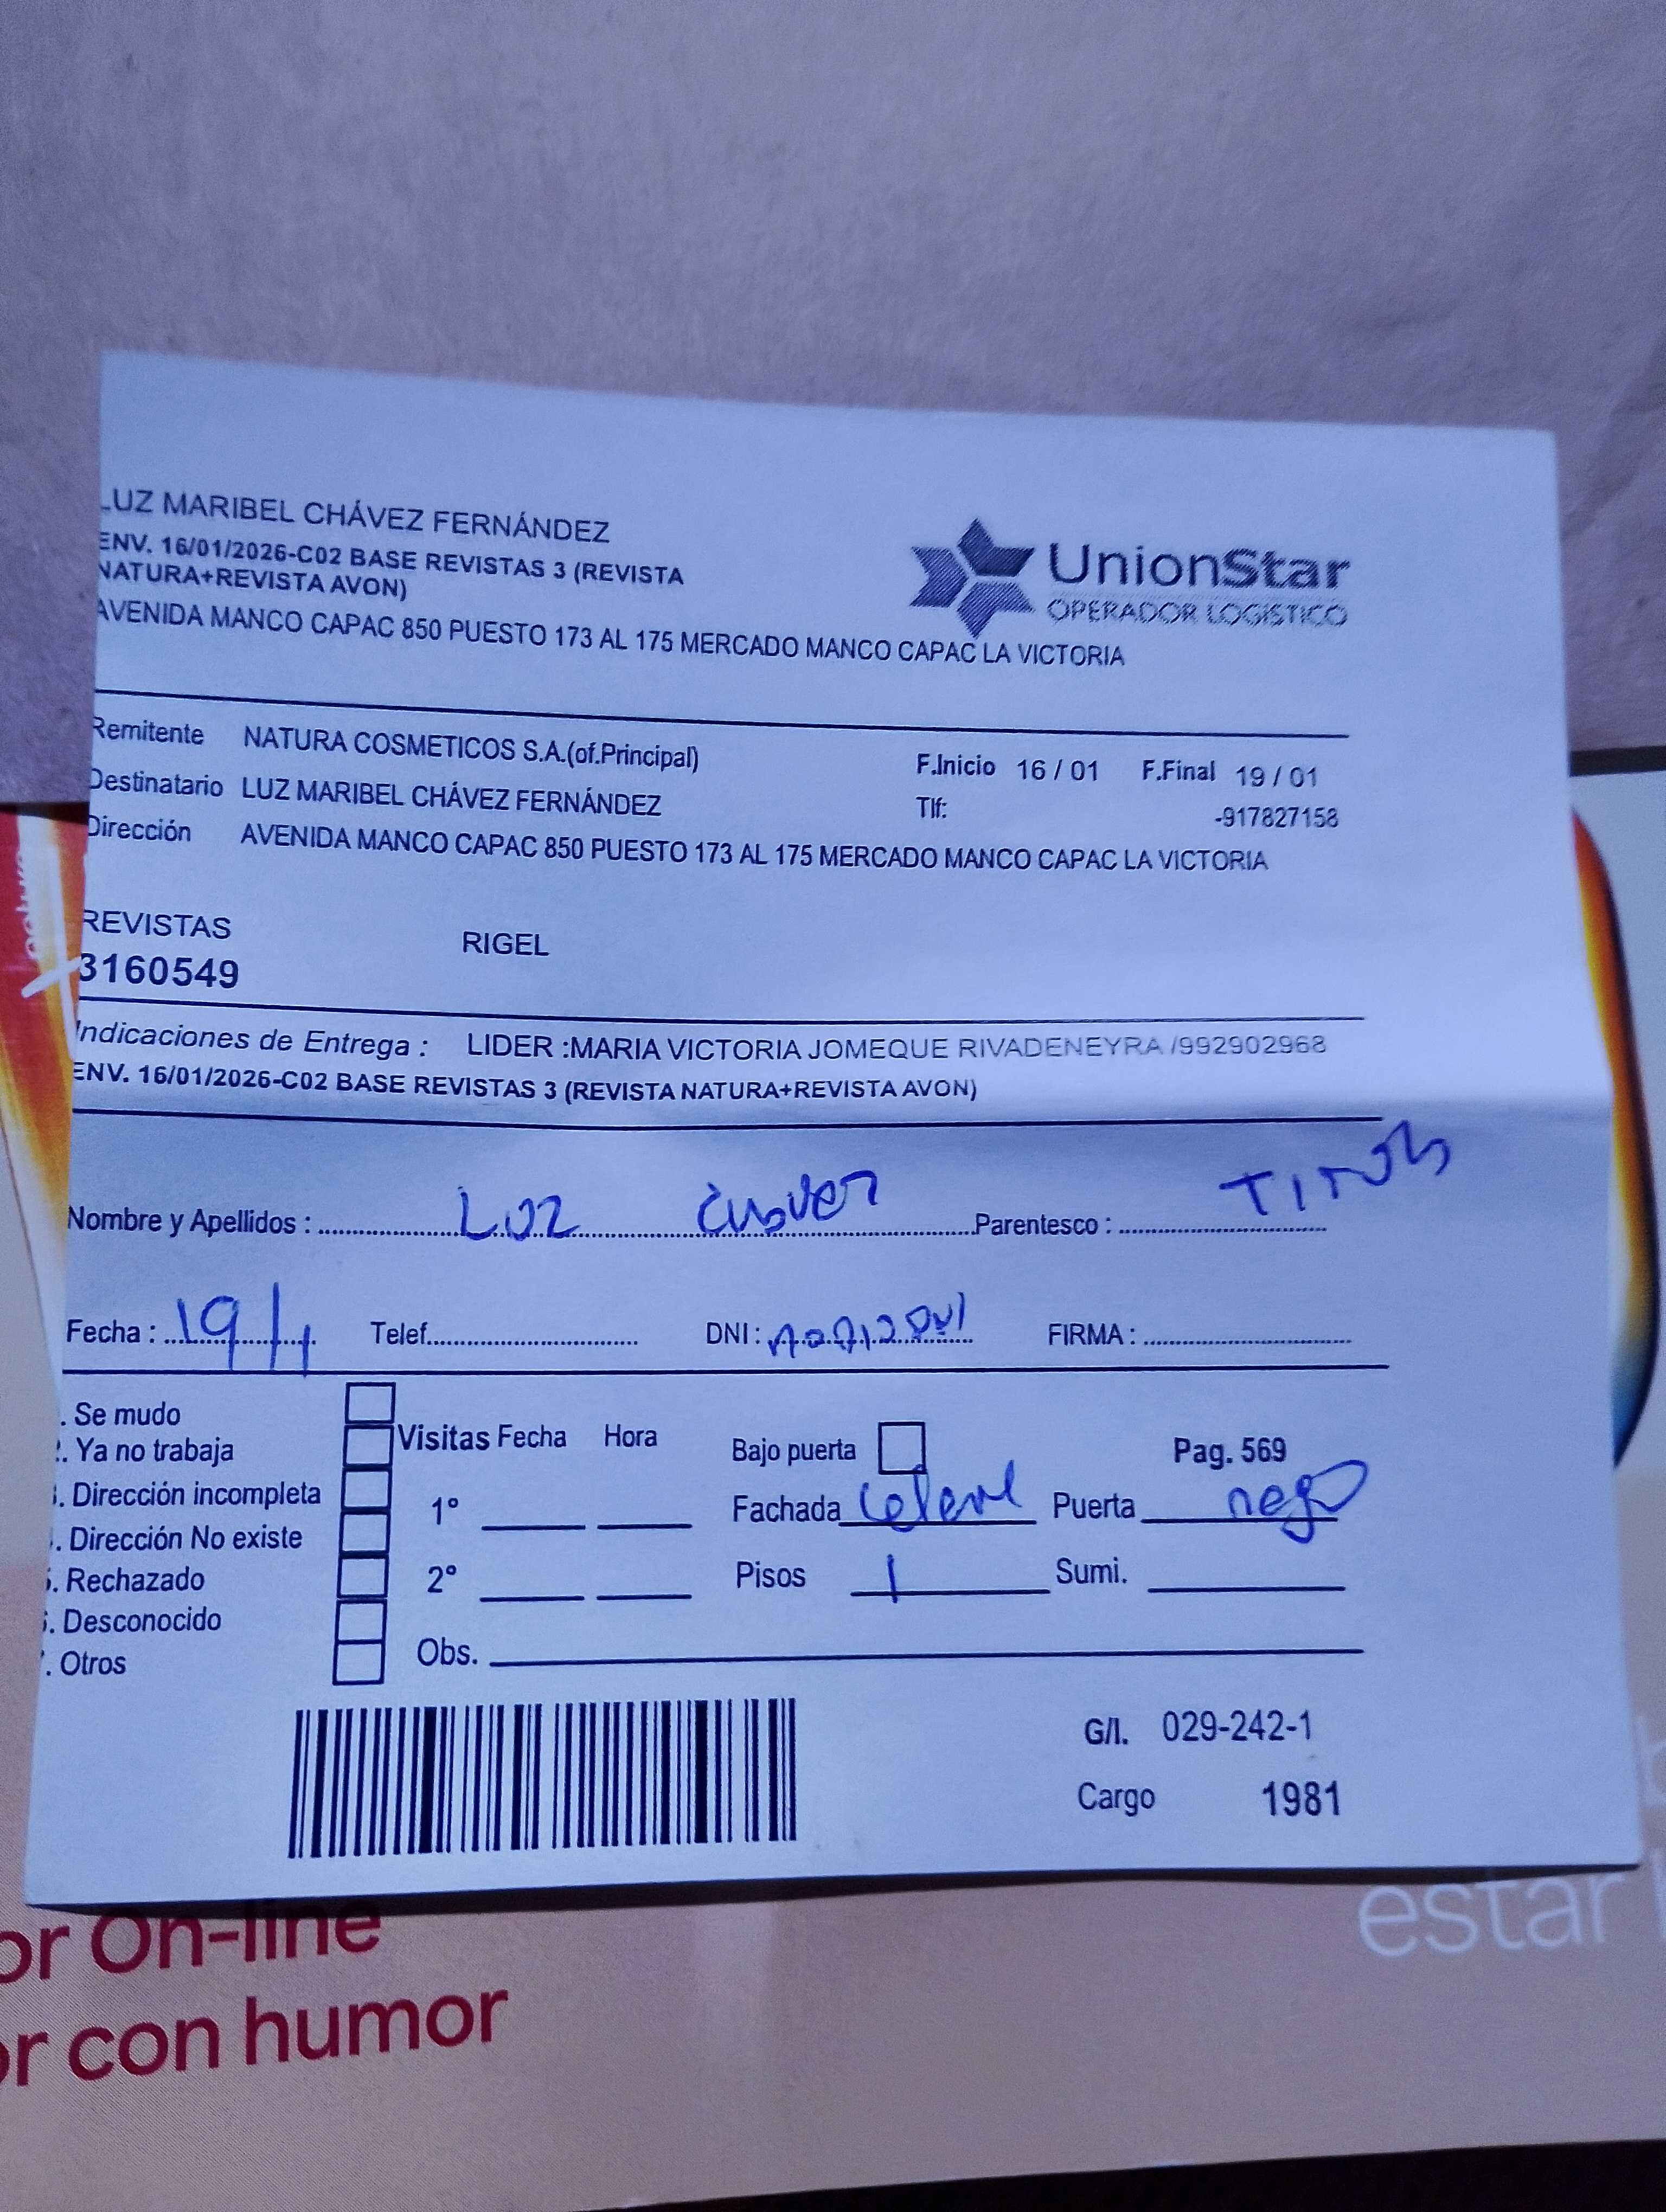 LUZ MARIBEL CHÁVEZ FERNÁNDEZ
ENV. 16/01/2026-C02 BASE REVISTAS 3 (REVISTA
NATURA+REVISTA AVON)
AVENIDA MANCO CAPAC 850 PUESTO 173 AL 175 MERCADO MANCO CAPAC LA VICTORIA
UnionStar
OPERADOR LOGISTICO
Remitente NATURA COSMETICOS S.A.(of.Principal)
F.Inicio 16 / 01 F.Final 19 / 01
Destinatario LUZ MARIBEL CHÁVEZ FERNÁNDEZ
Tlf: -917827158
Dirección AVENIDA MANCO CAPAC 850 PUESTO 173 AL 175 MERCADO MANCO CAPAC LA VICTORIA
REVISTAS RIGEL
3160549
Indicaciones de Entrega : LIDER :MARIA VICTORIA JOMEQUE RIVADENEYRA /992902968
ENV. 16/01/2026-C02 BASE REVISTAS 3 (REVISTA NATURA+REVISTA AVON)
Nombre y Apellidos : Luz Chavez Parentesco :
Fecha : 19/1 Telef. DNI : FIRMA :
. Se mudo
. Ya no trabaja
. Dirección incompleta
. Dirección No existe
. Rechazado
. Desconocido
. Otros
Visitas Fecha Hora
1°
2°
Bajo puerta Pag. 569
Fachada Puerta negro
Pisos 1 Sumi.
Obs.
G/I. 029-242-1
Cargo 1981
or On-line
or con humor
estar